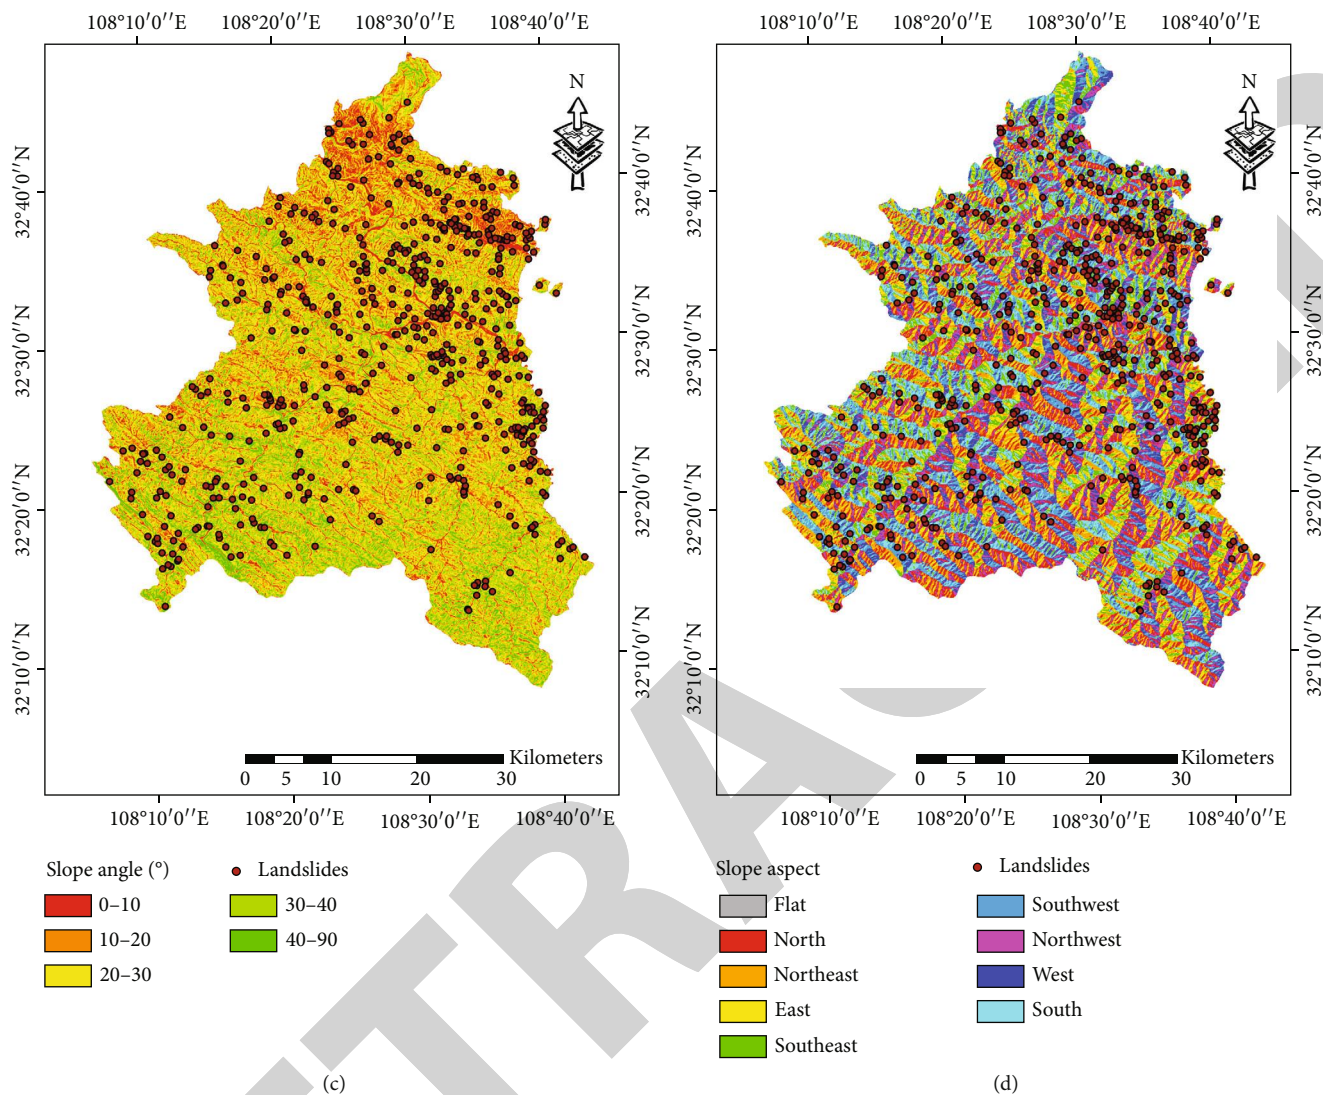 108°10′0′′E 108°20′0′′E 108°30′0′′E 108°40′0′′E
N
32°40′0′′N
32°30′0′′N
32°20′0′′N
32°10′0′′N
32°40′0′′N
32°30′0′′N
32°20′0′′N
32°10′0′′N
Kilometers
0 5 10 20 30
108°10′0′′E 108°20′0′′E 108°30′0′′E 108°40′0′′E
Slope angle (°)
0–10
10–20
20–30
Landslides
30–40
40–90
(c)
108°10′0′′E 108°20′0′′E 108°30′0′′E 108°40′0′′E
N
32°40′0′′N
32°30′0′′N
32°20′0′′N
32°10′0′′N
32°40′0′′N
32°30′0′′N
32°20′0′′N
32°10′0′′N
Kilometers
0 5 10 20 30
108°10′0′′E 108°20′0′′E 108°30′0′′E 108°40′0′′E
Slope aspect
Flat
North
Northeast
East
Southeast
Landslides
Southwest
Northwest
West
South
(d)